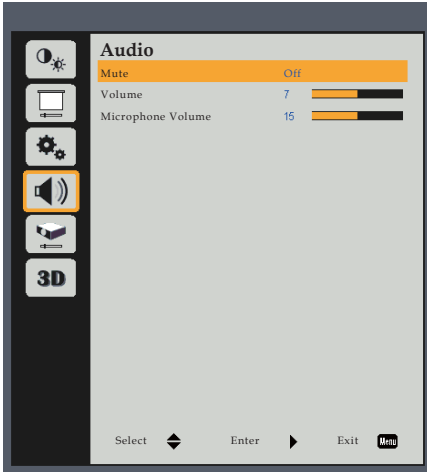 Audio
Mute Off
Volume 7
Microphone Volume 15
3D
Select Enter Exit Menu